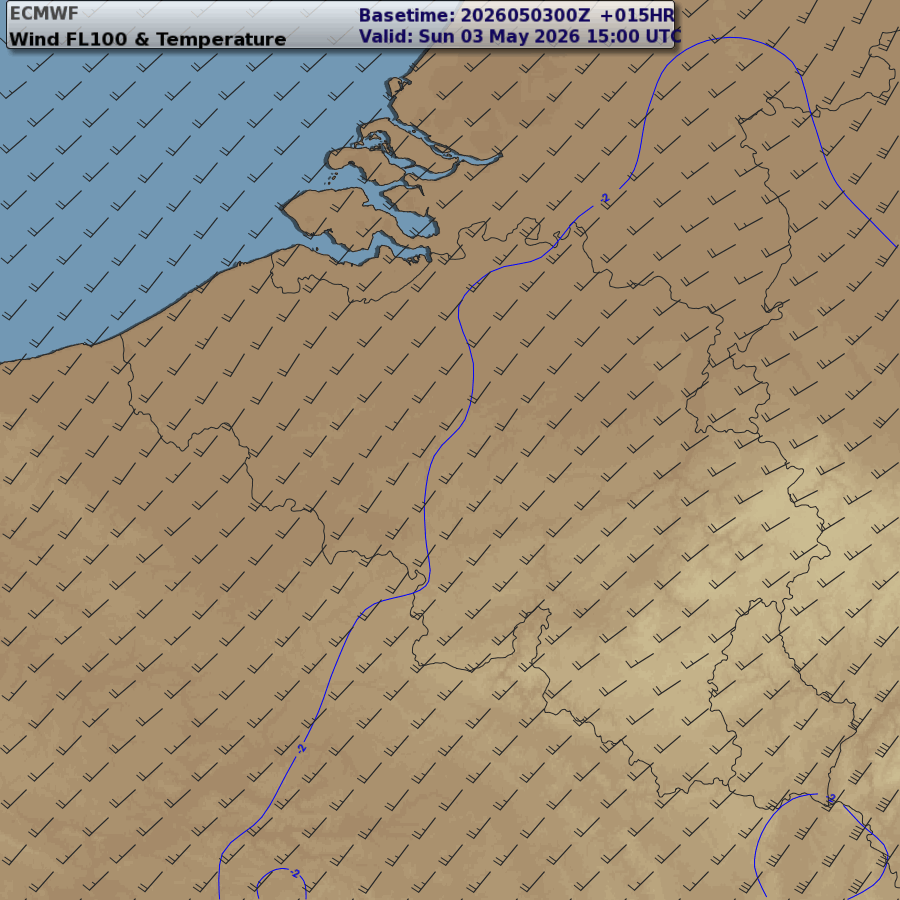 ECMWF
Wind FL100 & Temperature
Basetime: 2026050300Z +015HR
Valid: Sun 03 May 2026 15:00 UTC
-2
-2
-2
-2